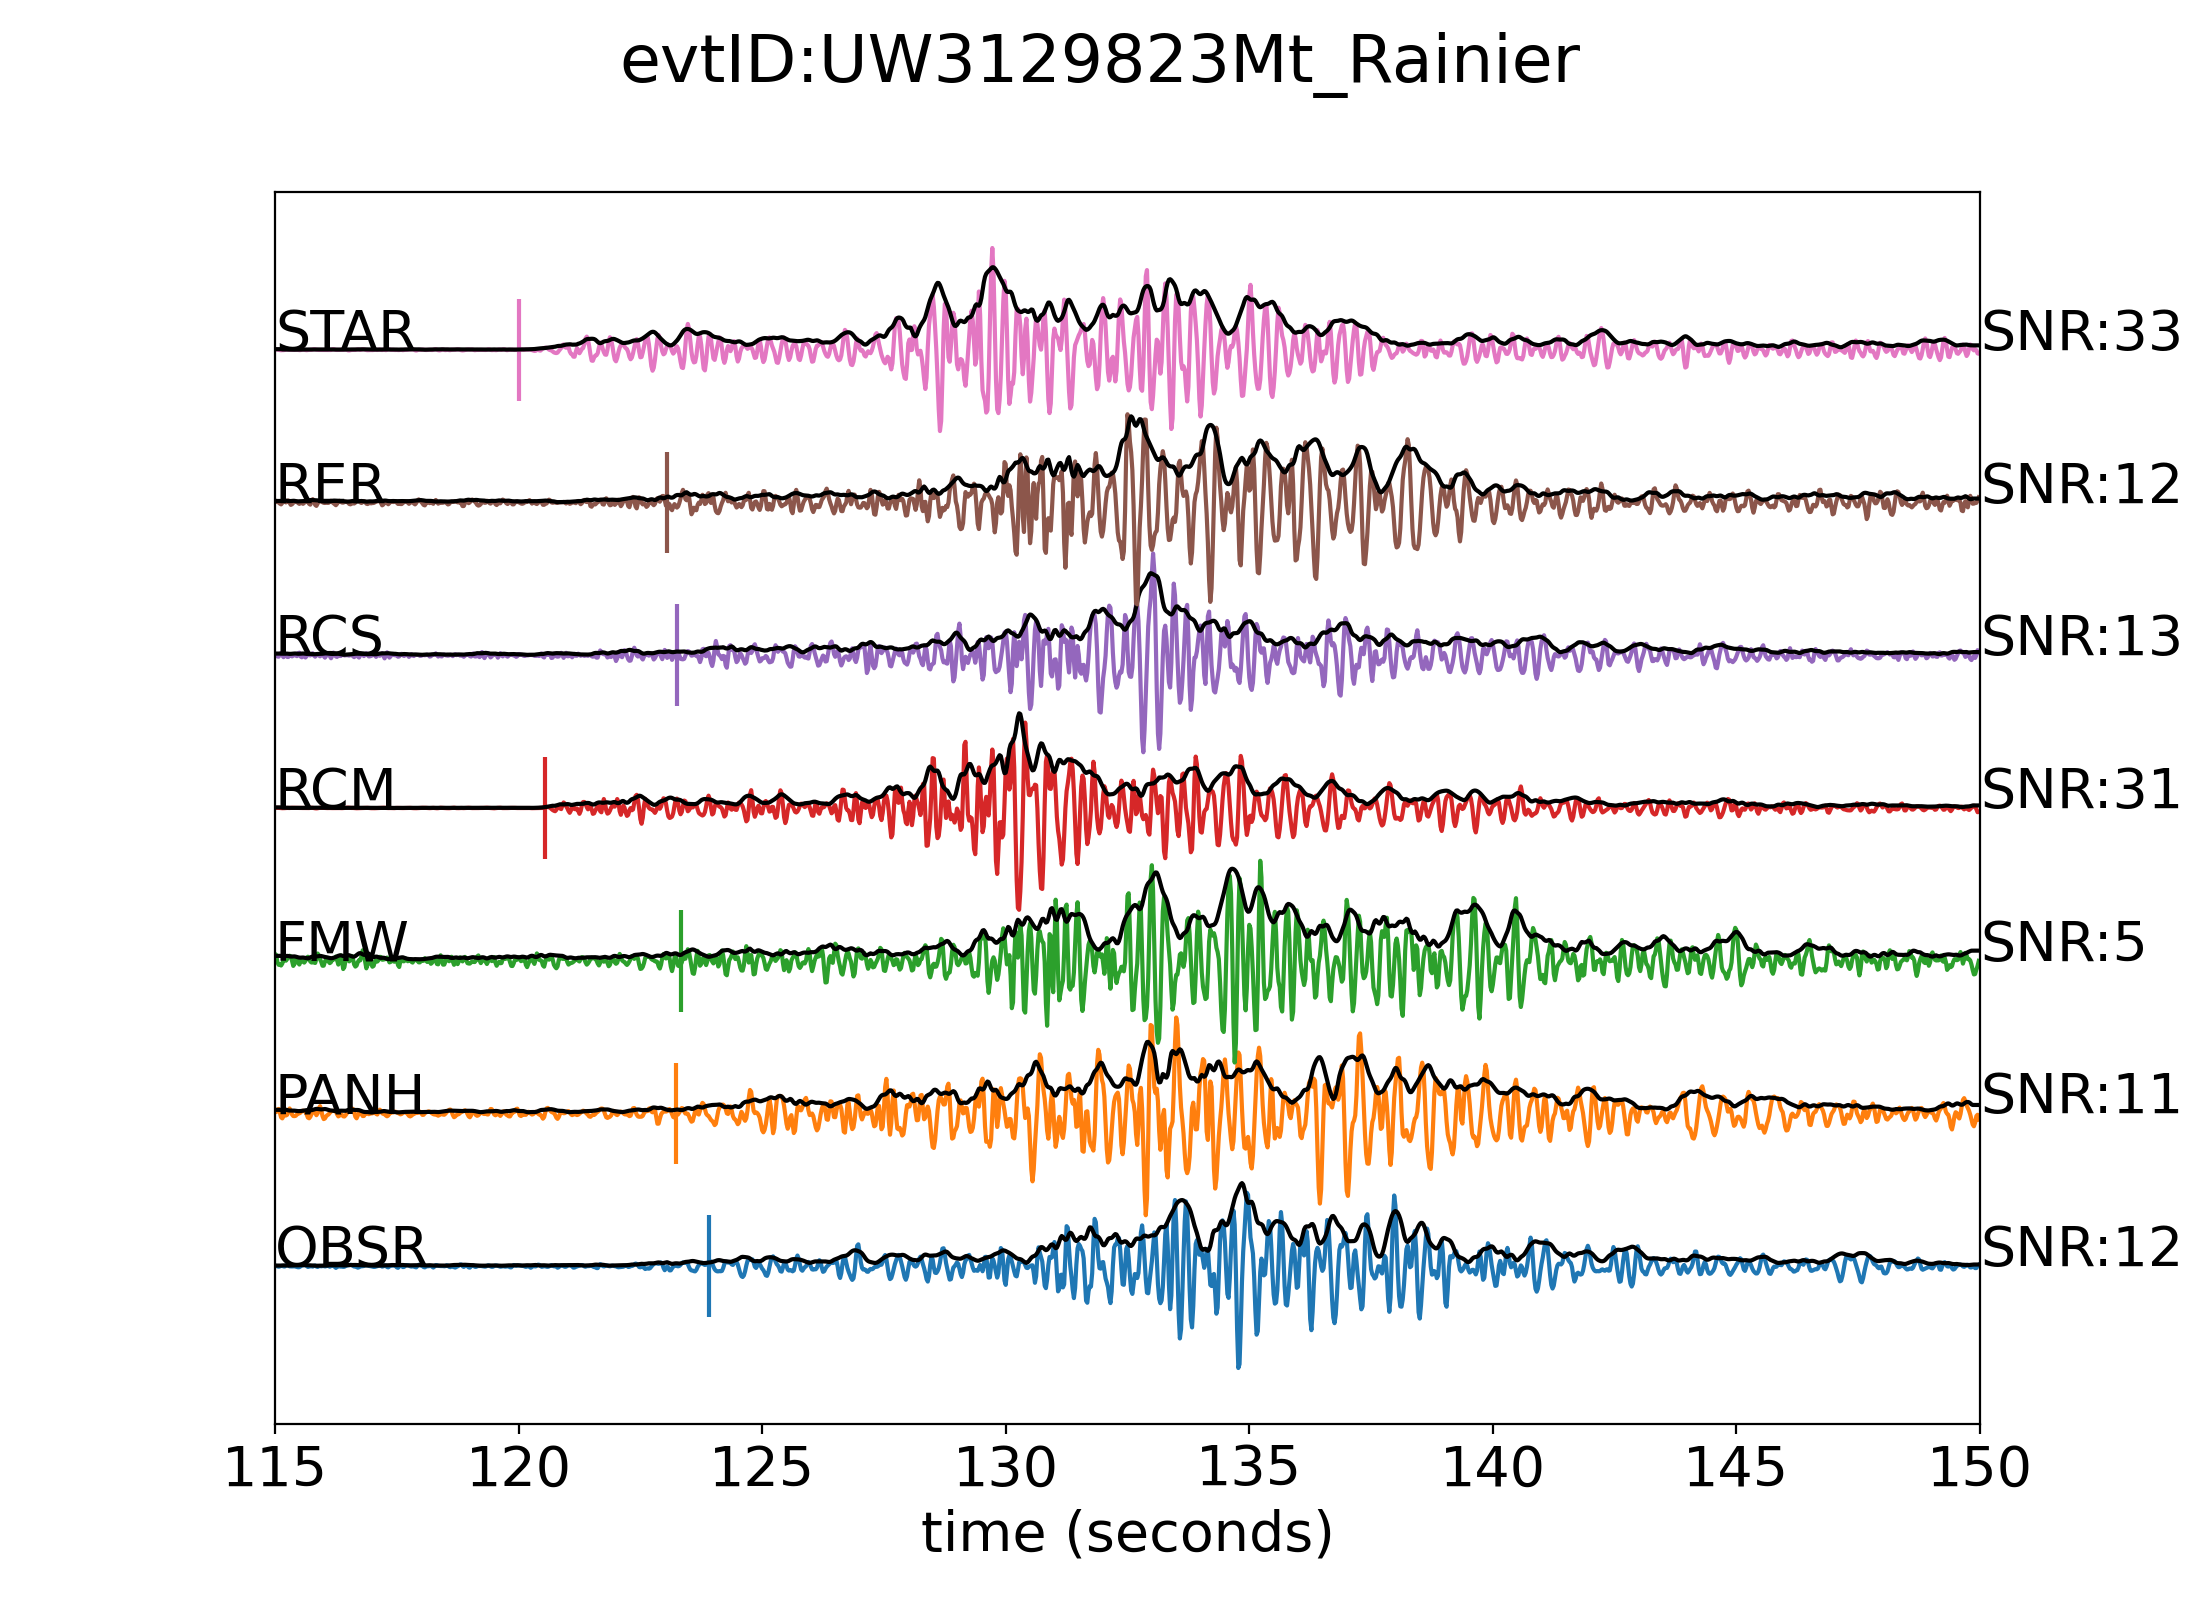 evtID:UW3129823Mt_Rainier
STAR SNR:33
RER SNR:12
RCS SNR:13
RCM SNR:31
FMW SNR:5
PANH SNR:11
OBSR SNR:12
115 120 125 130 135 140 145 150
time (seconds)